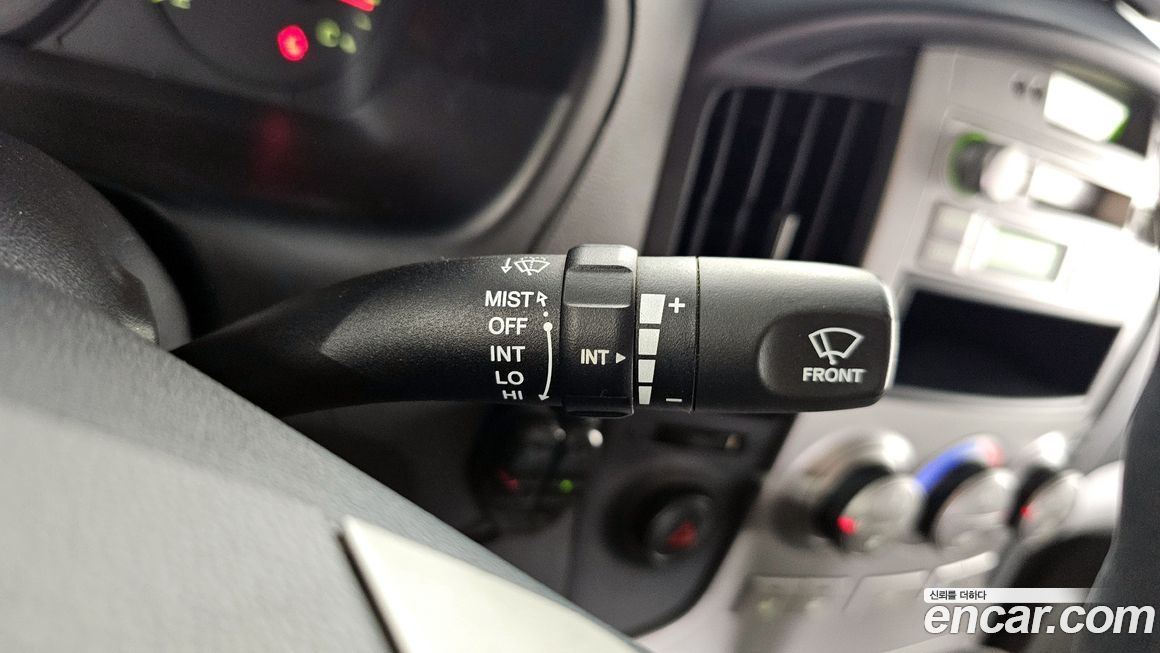 MIST
OFF
INT
LO
HI
INT
+
−
FRONT
신뢰를 더하다
encar.com